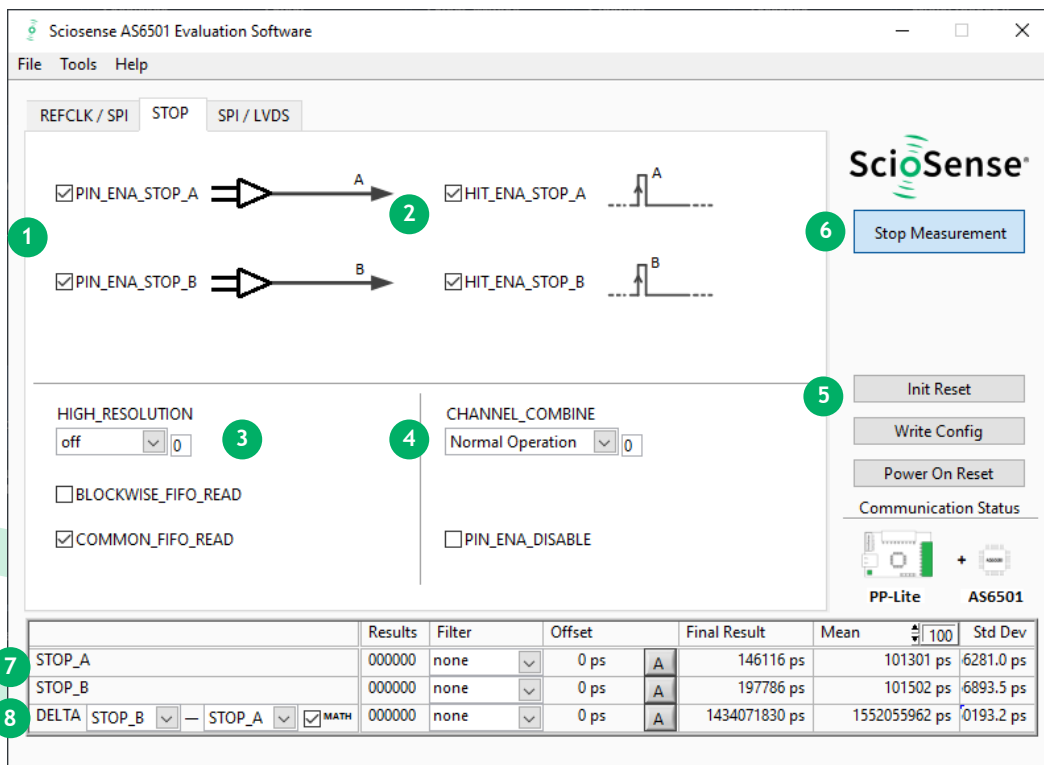 Sciosense AS6501 Evaluation Software
File Tools Help
REFCLK / SPI STOP SPI / LVDS
ScioSense
PIN_ENA_STOP_A A HIT_ENA_STOP_A A
2
6 Stop Measurement
1
PIN_ENA_STOP_B B HIT_ENA_STOP_B B
5 Init Reset
HIGH_RESOLUTION CHANNEL_COMBINE
off 0 3 4 Normal Operation 0 Write Config
Power On Reset
BLOCKWISE_FIFO_READ
Communication Status
COMMON_FIFO_READ PIN_ENA_DISABLE
+
PP-Lite AS6501
Results Filter Offset Final Result Mean 100 Std Dev
7 STOP_A 000000 none 0 ps A 146116 ps 101301 ps 6281.0 ps
STOP_B 000000 none 0 ps A 197786 ps 101502 ps 6893.5 ps
8 DELTA STOP_B — STOP_A MATH 000000 none 0 ps A 1434071830 ps 1552055962 ps 0193.2 ps